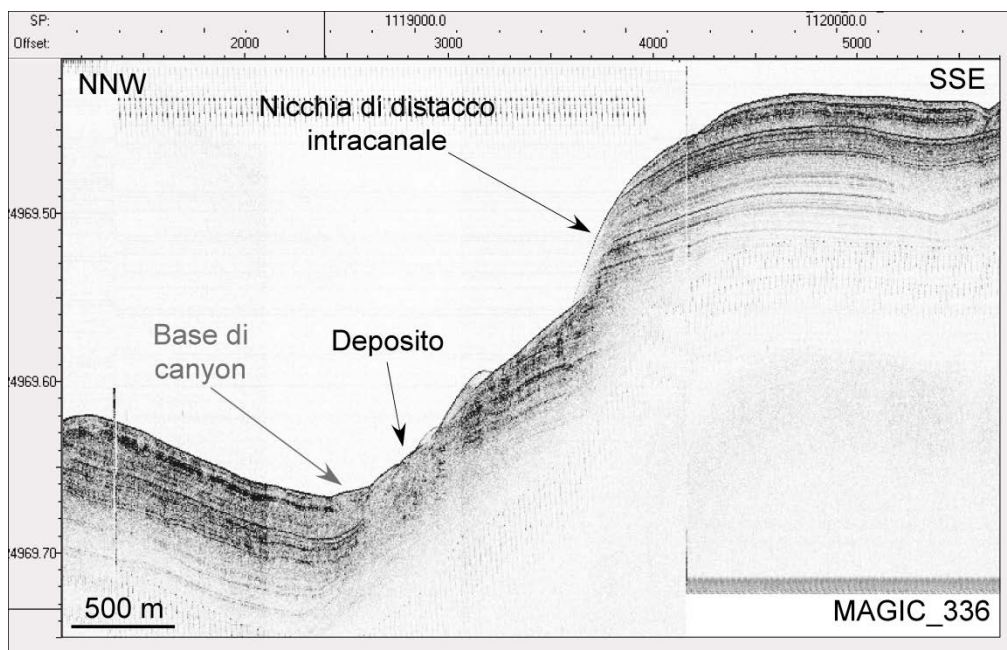 SP: 1119000.0 1120000.0
Offset: 2000 3000 4000 5000
NNW SSE
Nicchia di distacco
intracanale
4969.50
Base di
canyon
Deposito
4969.60
4969.70
500 m
MAGIC_336